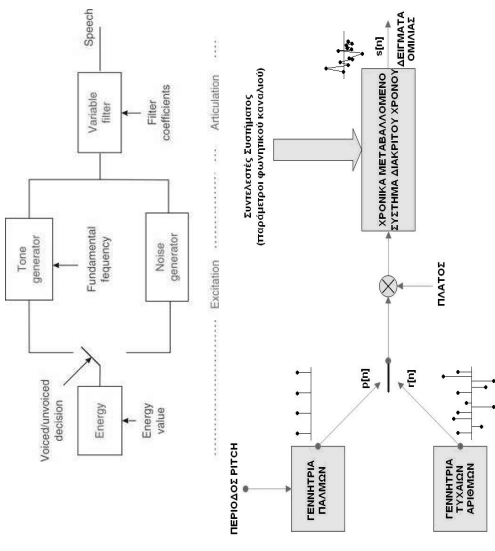 Voiced/unvoiced
decision
Energy
Energy
value
Tone
generator
Fundamental
fequency
Noise
generator
Variable
filter
Filter
coefficients
Speech
Excitation
Articulation
ΠΕΡΙΟΔΟΣ PITCH
ΓΕΝΝΗΤΡΙΑ
ΠΑΛΜΩΝ
ΓΕΝΝΗΤΡΙΑ
ΤΥΧΑΙΩΝ
ΑΡΙΘΜΩΝ
p[n]
r[n]
ΠΛΑΤΟΣ
Συντελεστές Συστήματος
(παράμετροι φωνητικού καναλιού)
ΧΡΟΝΙΚΑ ΜΕΤΑΒΑΛΛΟΜΕΝΟ
ΣΥΣΤΗΜΑ ΔΙΑΚΡΙΤΟΥ ΧΡΟΝΟΥ
s[n]
ΔΕΙΓΜΑΤΑ
ΟΜΙΛΙΑΣ